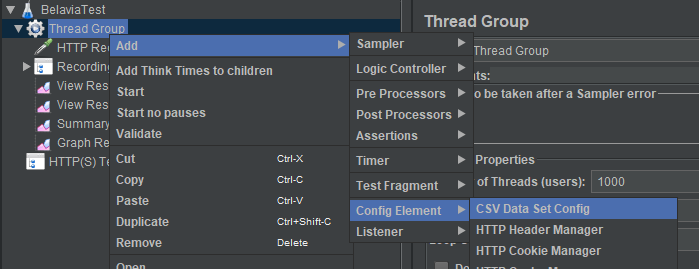 BelaviaTest
Thread Group
HTTP Rec
Recording
View Res
View Res
Summary
Graph Re
HTTP(S) Te
Add
Add Think Times to children
Start
Start no pauses
Validate
Cut Ctrl-X
Copy Ctrl-C
Paste Ctrl-V
Duplicate Ctrl+Shift-C
Remove Delete
Open
Sampler
Logic Controller
Pre Processors
Post Processors
Assertions
Timer
Test Fragment
Config Element
Listener
CSV Data Set Config
HTTP Header Manager
HTTP Cookie Manager
Thread Group
Thread Group
nts:
o be taken after a Sampler error
Properties
of Threads (users): 1000